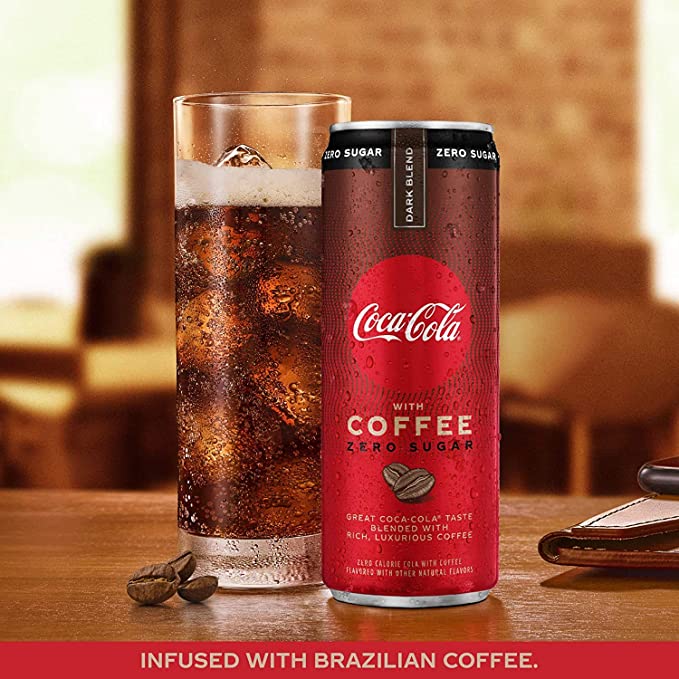 ZERO SUGAR
DARK BLEND
ZERO SUGAR
Coca-Cola®
WITH
COFFEE
ZERO SUGAR
GREAT COCA-COLA® TASTE
BLENDED WITH
RICH, LUXURIOUS COFFEE
ZERO CALORIE COLA WITH COFFEE
FLAVORED WITH OTHER NATURAL FLAVORS
INFUSED WITH BRAZILIAN COFFEE.